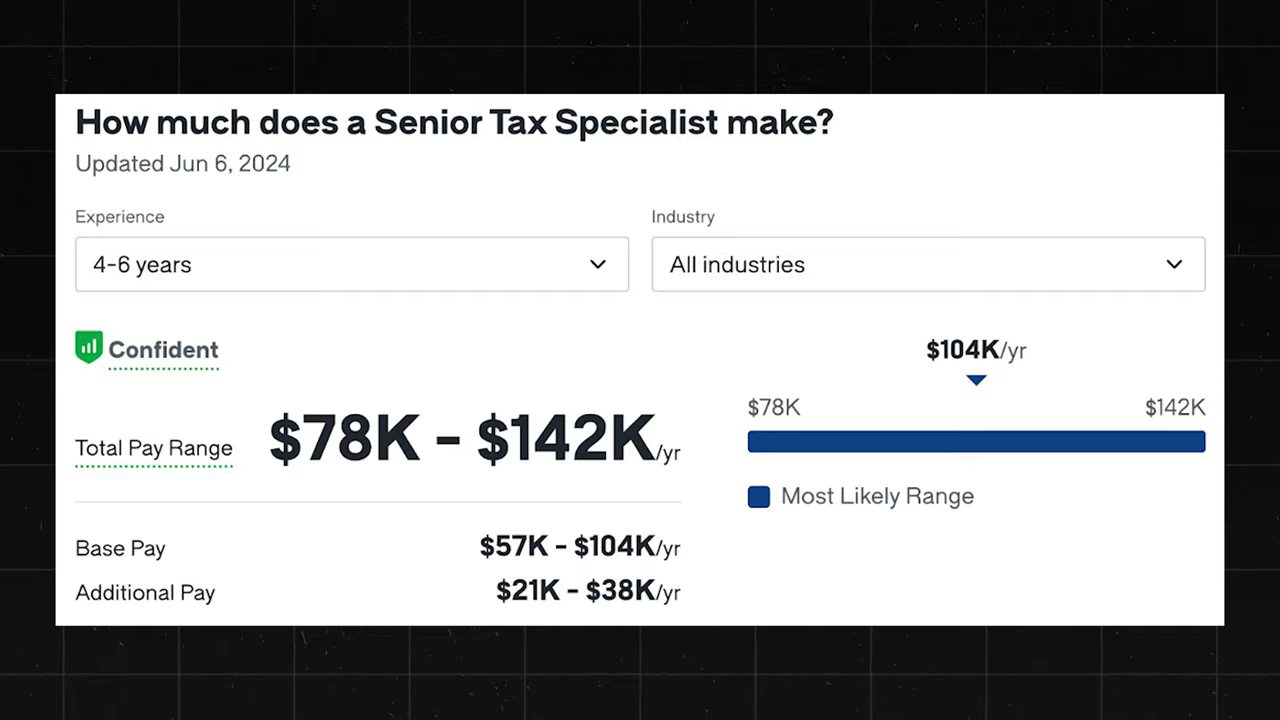 How much does a Senior Tax Specialist make?
Updated Jun 6, 2024
Experience
Industry
4-6 years
All industries
Confident
$104K/yr
$78K
$142K
Total Pay Range
$78K - $142K/yr
Most Likely Range
Base Pay
$57K - $104K/yr
Additional Pay
$21K - $38K/yr